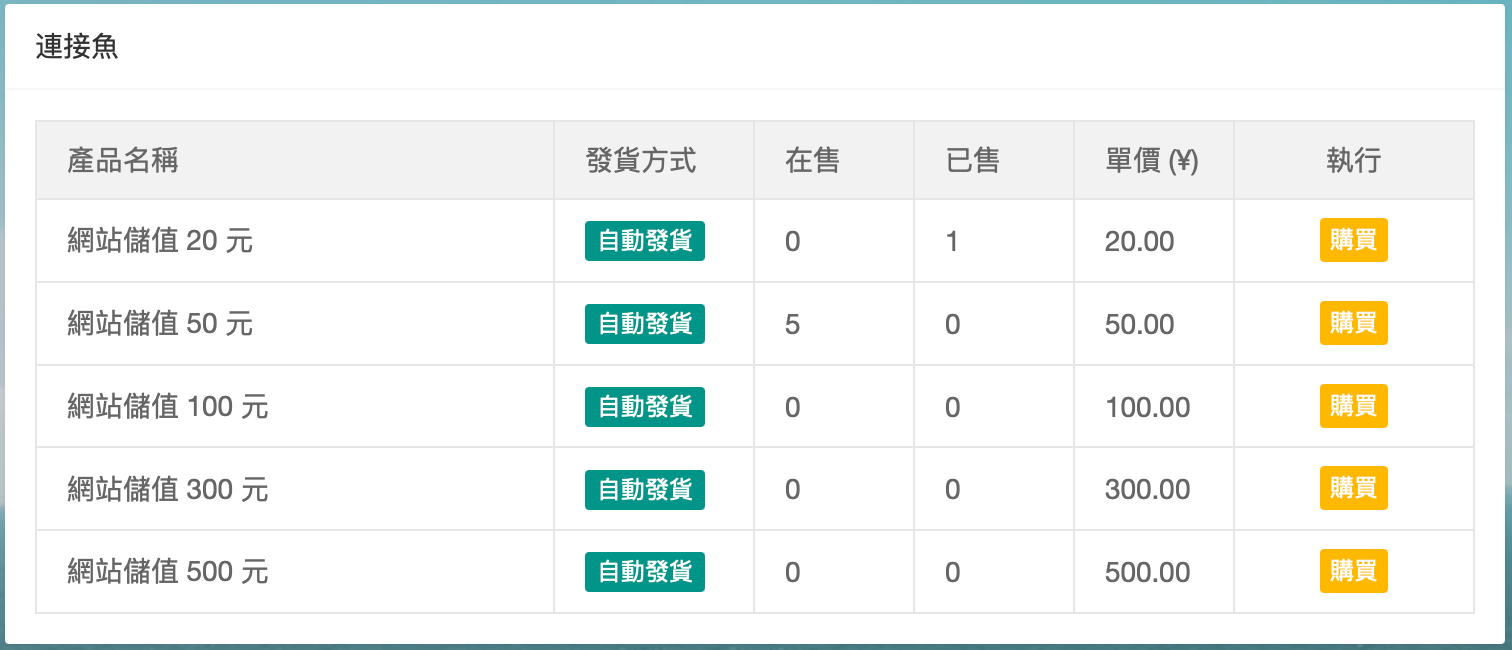 連接魚
產品名稱 發貨方式 在售 已售 單價 (¥) 執行
網站儲值 20 元 自動發貨 0 1 20.00 購買
網站儲值 50 元 自動發貨 5 0 50.00 購買
網站儲值 100 元 自動發貨 0 0 100.00 購買
網站儲值 300 元 自動發貨 0 0 300.00 購買
網站儲值 500 元 自動發貨 0 0 500.00 購買